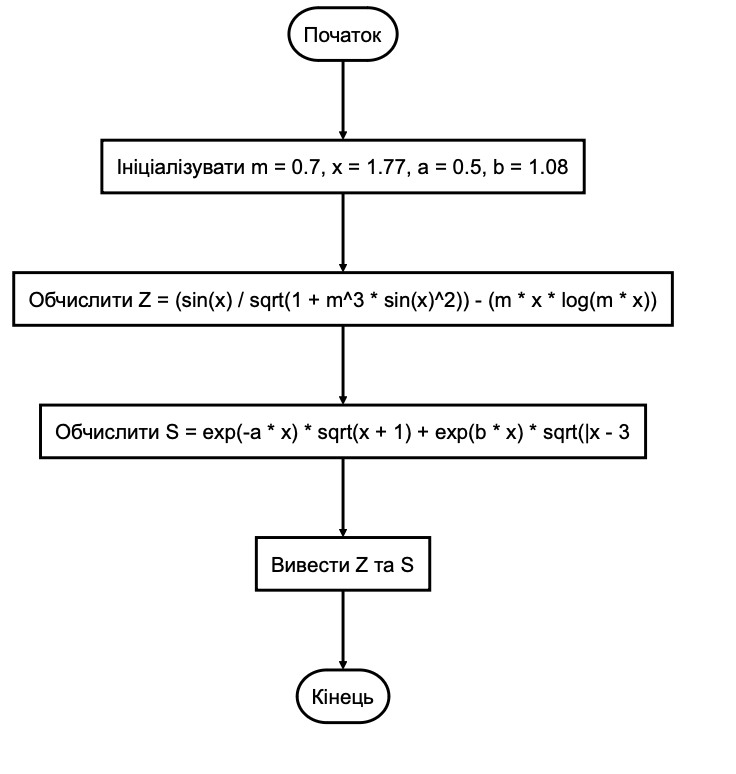 Початок
Ініціалізувати m = 0.7, x = 1.77, a = 0.5, b = 1.08
Обчислити Z = (sin(x) / sqrt(1 + m^3 * sin(x)^2)) - (m * x * log(m * x))
Обчислити S = exp(-a * x) * sqrt(x + 1) + exp(b * x) * sqrt(|x - 3
Вивести Z та S
Кінець